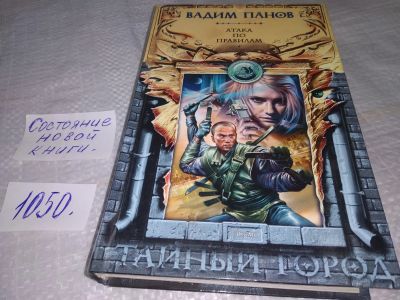 ВАДИМ ПАНОВ
АТАКА
ПО
ПРАВИЛАМ
Состояние
новой
книги.
1050.
ТАЙНЫЙ ГОРОД